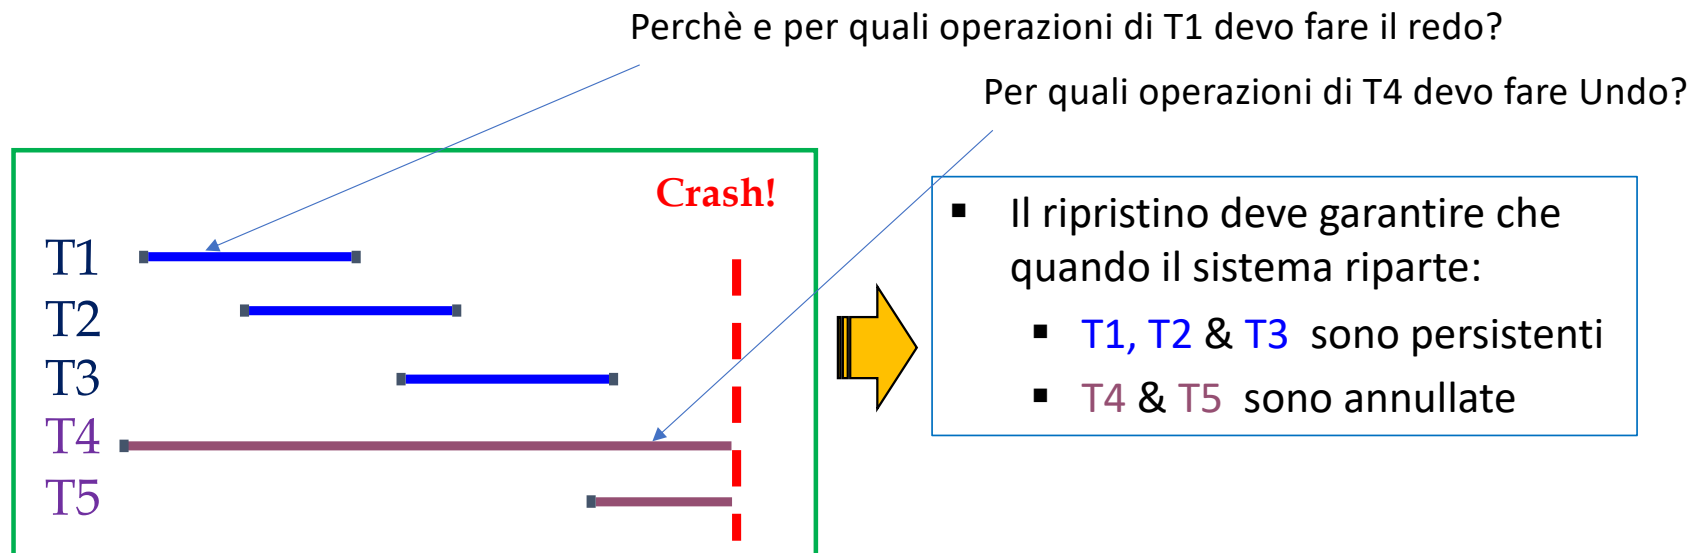 Perchè e per quali operazioni di T1 devo fare il redo?
Per quali operazioni di T4 devo fare Undo?
Crash!
T1
T2
T3
T4
T5
▪ Il ripristino deve garantire che
quando il sistema riparte:
▪ T1, T2 & T3 sono persistenti
▪ T4 & T5 sono annullate